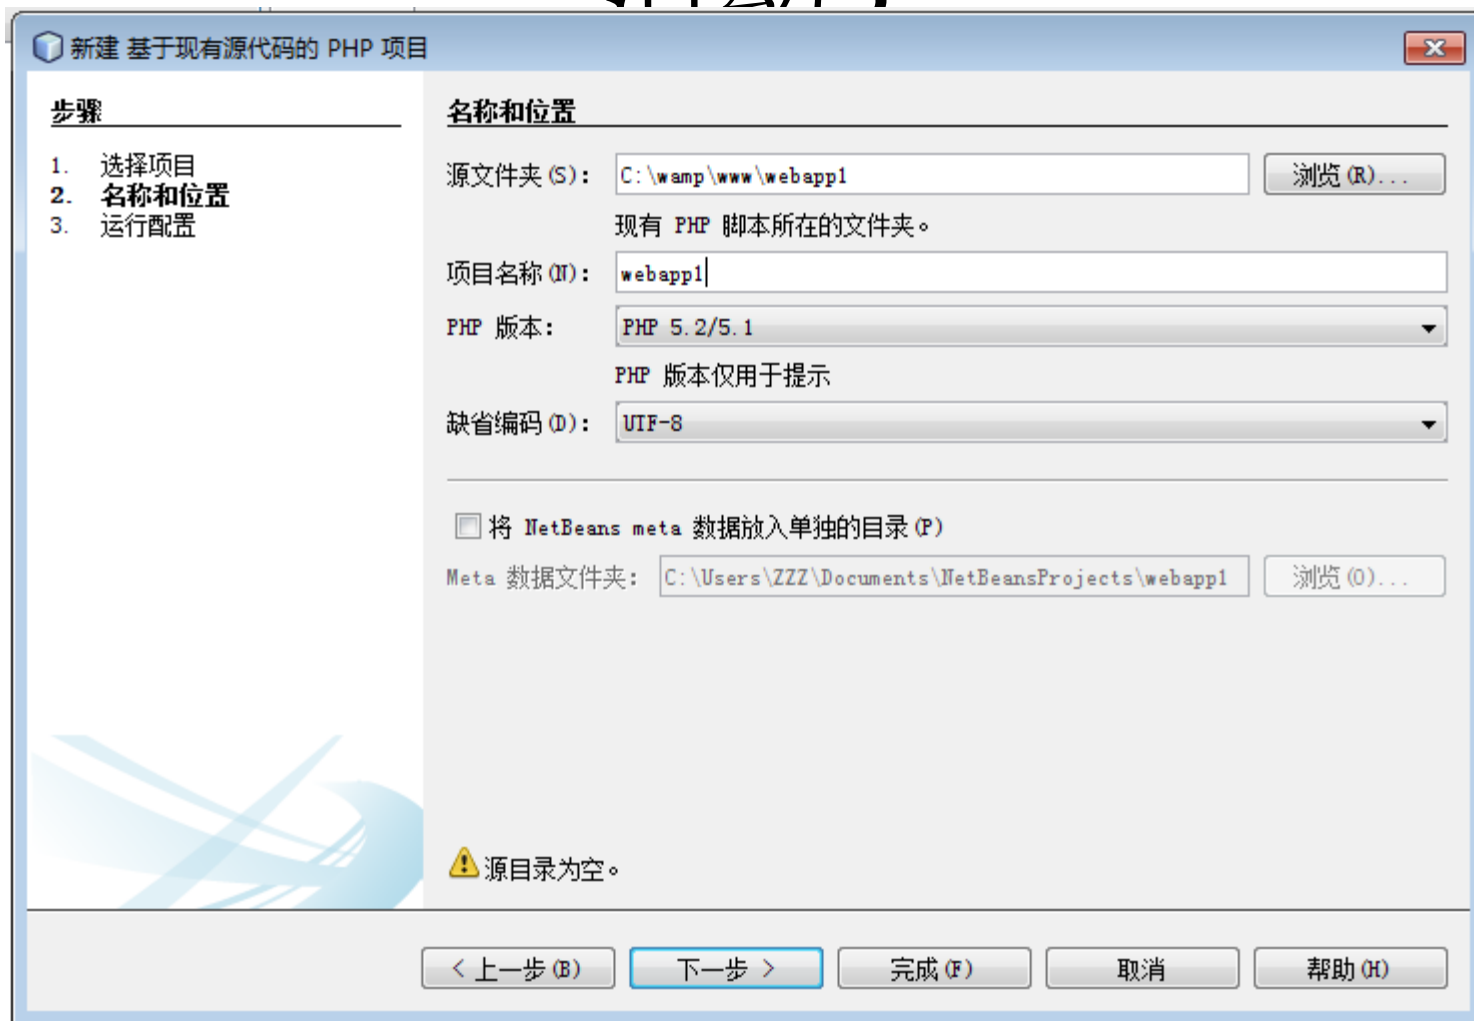 新建 基于现有源代码的 PHP 项目
步骤
1. 选择项目
2. 名称和位置
3. 运行配置
名称和位置
源文件夹(S): C:\wamp\www\webapp1 浏览(R)...
现有 PHP 脚本所在的文件夹。
项目名称(N): webapp1
PHP 版本: PHP 5.2/5.1
PHP 版本仅用于提示
缺省编码(D): UTF-8
将 NetBeans meta 数据放入单独的目录(P)
Meta 数据文件夹: C:\Users\ZZZ\Documents\NetBeansProjects\webapp1 浏览(O)...
源目录为空。
< 上一步(B) 下一步 > 完成(F) 取消 帮助(H)